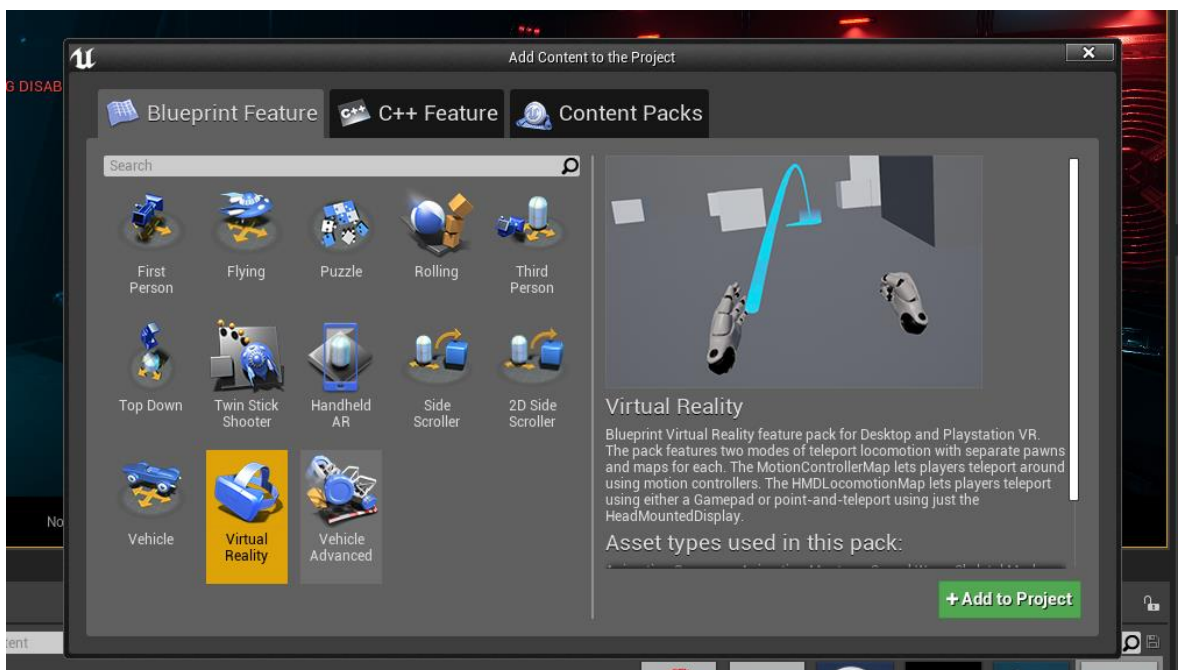 Add Content to the Project
G DISAB
Blueprint Feature
C++ Feature
Content Packs
Search
First
Person
Flying
Puzzle
Rolling
Third
Person
Top Down
Twin Stick
Shooter
Handheld
AR
Side
Scroller
2D Side
Scroller
Vehicle
Virtual
Reality
Vehicle
Advanced
Virtual Reality
Blueprint Virtual Reality feature pack for Desktop and Playstation VR.
The pack features two modes of teleport locomotion with separate pawns
and maps for each. The MotionControllerMap lets players teleport around
using motion controllers. The HMDLocomotionMap lets players teleport
using either a Gamepad or point-and-teleport using just the
HeadMountedDisplay.
Asset types used in this pack:
+ Add to Project
No
tent